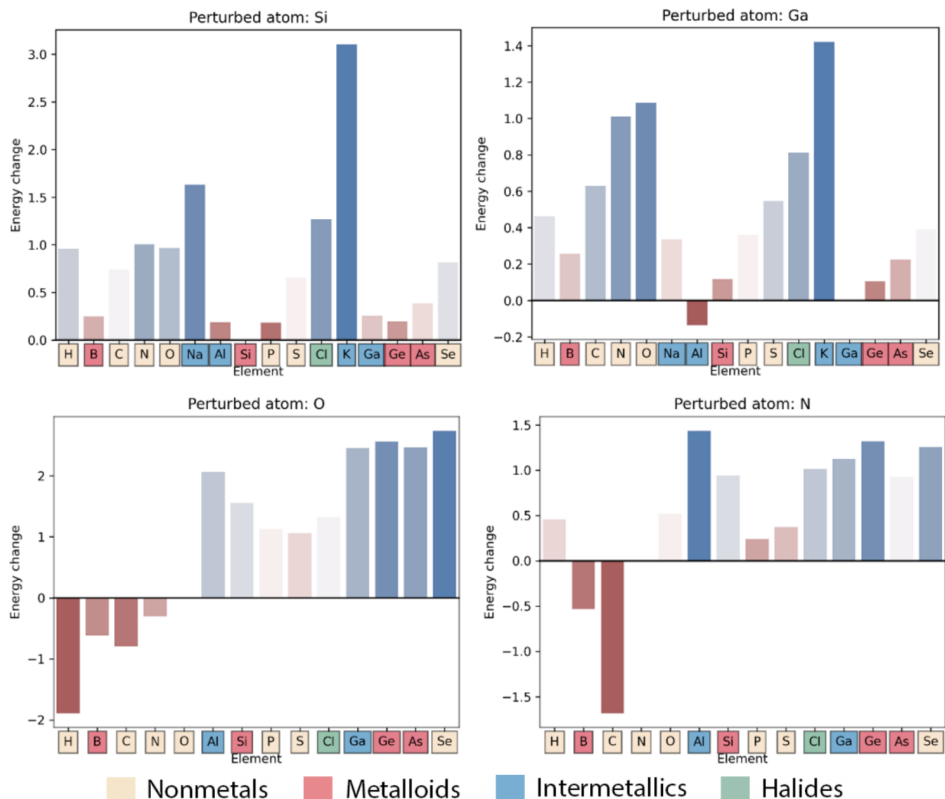 Perturbed atom: Si
Energy change
3.0
2.5
2.0
1.5
1.0
0.5
0.0
H B C N O Na Al Si P S Cl K Ga Ge As Se
Element
Perturbed atom: Ga
Energy change
1.4
1.2
1.0
0.8
0.6
0.4
0.2
0.0
−0.2
H B C N O Na Al Si P S Cl K Ga Ge As Se
Element
Perturbed atom: O
Energy change
2
1
0
−1
−2
H B C N O Al Si P S Cl Ga Ge As Se
Element
Perturbed atom: N
Energy change
1.5
1.0
0.5
0.0
−0.5
−1.0
−1.5
H B C N O Al Si P S Cl Ga Ge As Se
Element
Nonmetals Metalloids Intermetallics Halides